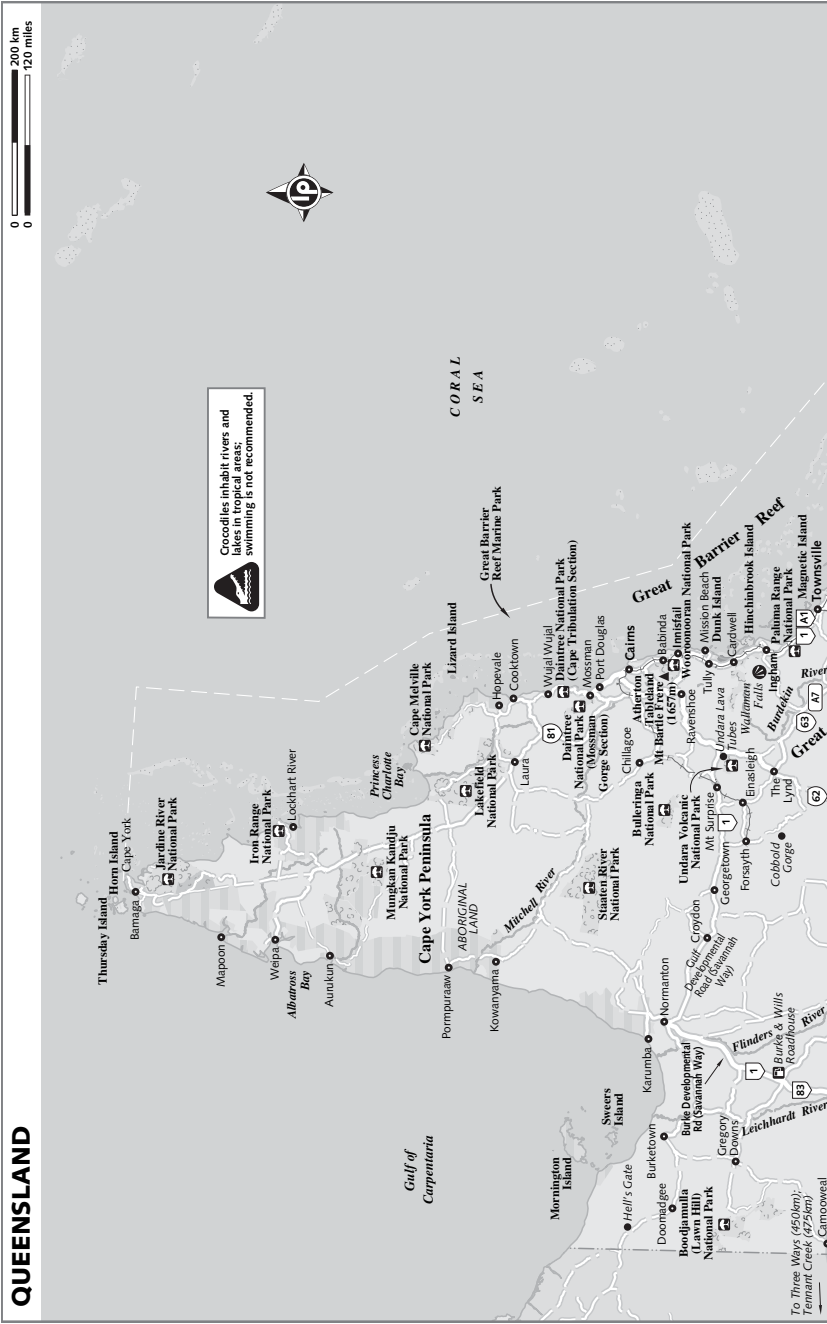 QUEENSLAND
0 200 km
0 120 miles
Crocodiles inhabit rivers and
lakes in tropical areas;
swimming is not recommended.
lp
Thursday Island
Horn Island
Cape York
Bamaga
Jardine River
National Park
Mapoon
Weipa
Albatross
Bay
Aurukun
Iron Range
National Park
Lockhart River
Mungkan Kandju
National Park
Princess
Charlotte
Bay
Cape Melville
National Park
Lizard Island
CORAL
SEA
Cape York Peninsula
ABORIGINAL
LAND
Pormpuraaw
Kowanyama
Mitchell River
Lakefield
National Park
Laura
Hopevale
Cooktown
Great Barrier
Reef Marine Park
Wujal Wujal
Daintree National Park
(Cape Tribulation Section)
81
Mossman
Port Douglas
Daintree
National Park
(Mossman
Gorge Section)
Cairns
Gulf of
Carpentaria
Mornington
Island
Sweers
Island
Staaten River
National Park
Chillagoe
Bulleringa
National Park
Atherton
Tableland
Mt Bartle Frere
(1657m)
Babinda
Innisfail
Wooroonooran National Park
Ravenshoe
Mission Beach
Dunk Island
Tully
Cardwell
Hinchinbrook Island
Great Barrier Reef
Wallaman
Falls
Ingham
Paluma Range
National Park
Magnetic Island
Townsville
1
A1
Burdekin
River
A7
63
Great
62
Undara Lava
Tubes
Undara Volcanic
National Park
Mt Surprise
1
Einasleigh
The
Lynd
Forsayth
Cobbold
Gorge
Georgetown
Croydon
Gulf
Developmental
Road (Savannah
Way)
Normanton
Karumba
Burke Developmental
Rd (Savannah Way)
Flinders
River
1
Burke & Wills
Roadhouse
83
Leichhardt River
Gregory
Downs
Burketown
Hell's Gate
Doomadgee
Boodjamulla
(Lawn Hill)
National Park
To Three Ways (450km);
Tennant Creek (475km)
Camooweal